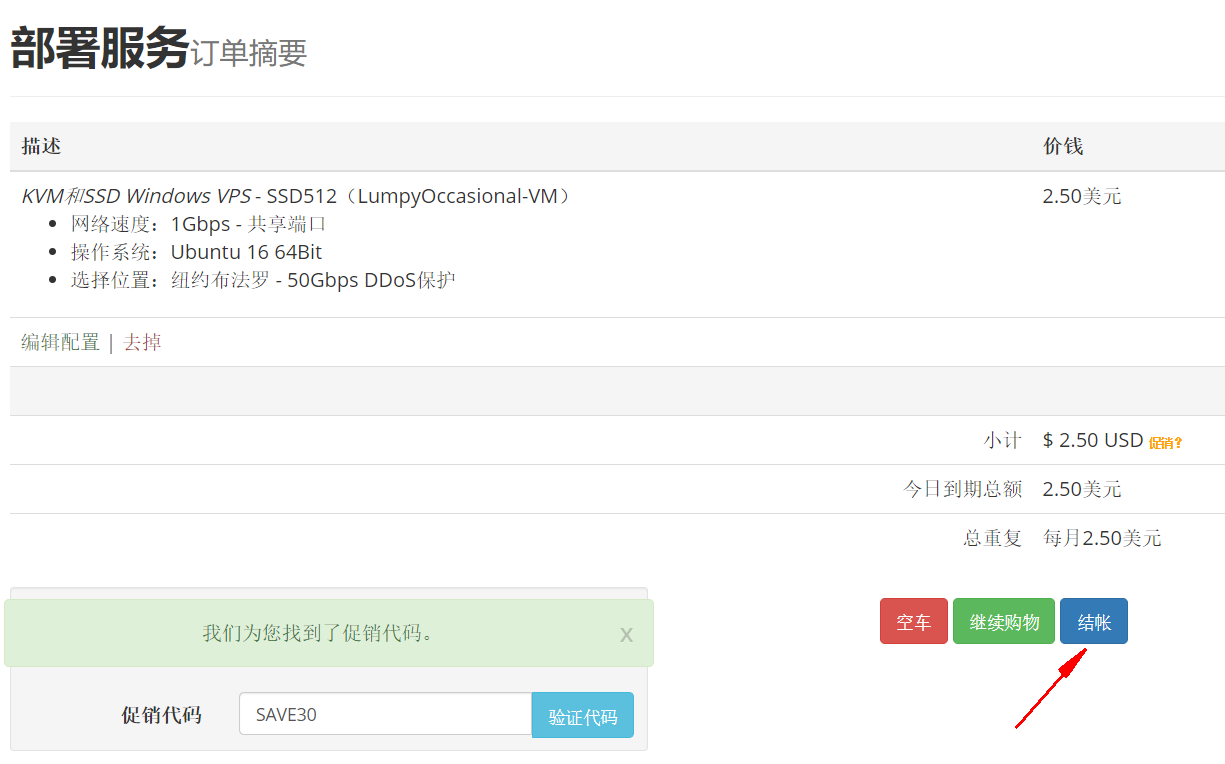 部署服务订单摘要
描述 价钱
KVM和SSD Windows VPS - SSD512（LumpyOccasional-VM） 2.50美元
网络速度：1Gbps - 共享端口
操作系统：Ubuntu 16 64Bit
选择位置：纽约布法罗 - 50Gbps DDoS保护
编辑配置 | 去掉
小计 $ 2.50 USD 促销?
今日到期总额 2.50美元
总重复 每月2.50美元
我们为您找到了促销代码。 x
空车 继续购物 结帐
促销代码 SAVE30 验证代码